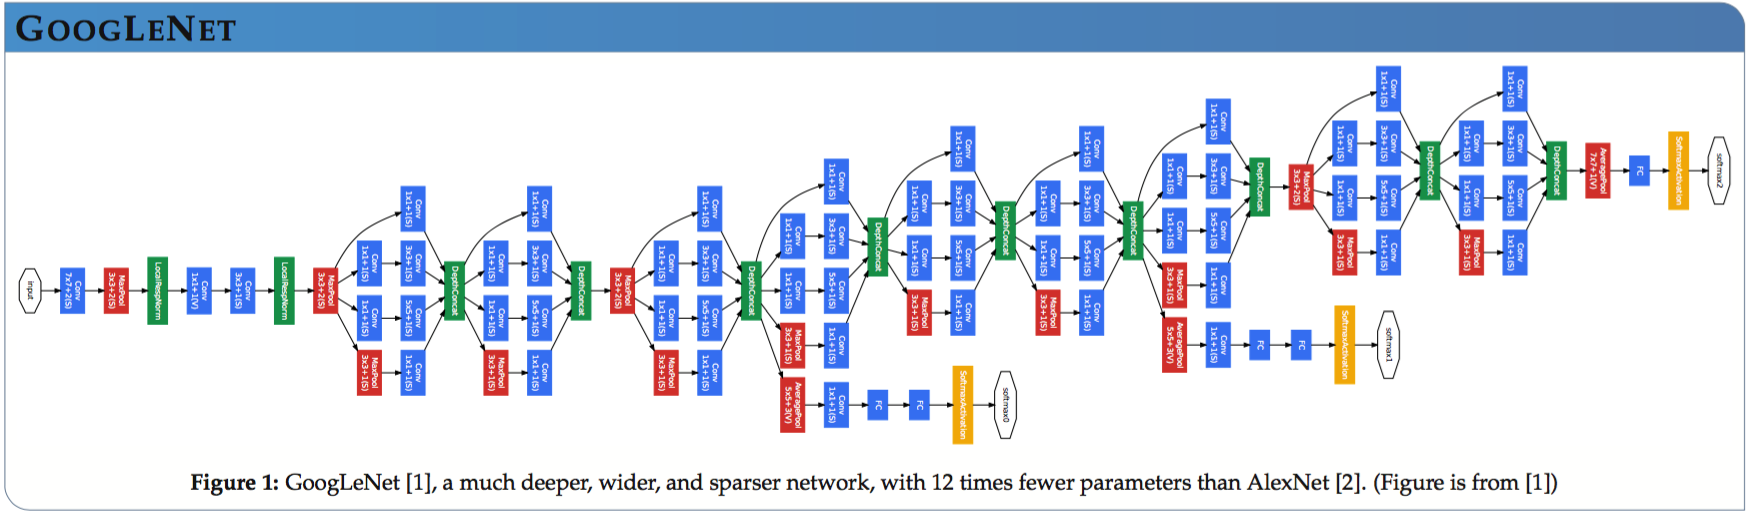 GOOGLENET
input
Conv
7x7+2(S)
MaxPool
3x3+2(S)
LocalRespNorm
Conv
1x1+1(V)
Conv
3x3+1(S)
LocalRespNorm
MaxPool
3x3+2(S)
Conv
1x1+1(S)
Conv
1x1+1(S)
Conv
3x3+1(S)
Conv
1x1+1(S)
Conv
5x5+1(S)
MaxPool
3x3+1(S)
Conv
1x1+1(S)
DepthConcat
Conv
1x1+1(S)
Conv
1x1+1(S)
Conv
3x3+1(S)
Conv
1x1+1(S)
Conv
5x5+1(S)
MaxPool
3x3+1(S)
Conv
1x1+1(S)
DepthConcat
MaxPool
3x3+2(S)
Conv
1x1+1(S)
Conv
1x1+1(S)
Conv
3x3+1(S)
Conv
1x1+1(S)
Conv
5x5+1(S)
MaxPool
3x3+1(S)
Conv
1x1+1(S)
DepthConcat
Conv
1x1+1(S)
Conv
1x1+1(S)
Conv
3x3+1(S)
Conv
1x1+1(S)
Conv
5x5+1(S)
MaxPool
3x3+1(S)
Conv
1x1+1(S)
AveragePool
5x5+3(V)
Conv
1x1+1(S)
FC
FC
SoftmaxActivation
softmax0
DepthConcat
Conv
1x1+1(S)
Conv
1x1+1(S)
Conv
3x3+1(S)
Conv
1x1+1(S)
Conv
5x5+1(S)
MaxPool
3x3+1(S)
Conv
1x1+1(S)
DepthConcat
Conv
1x1+1(S)
Conv
1x1+1(S)
Conv
3x3+1(S)
Conv
1x1+1(S)
Conv
5x5+1(S)
MaxPool
3x3+1(S)
Conv
1x1+1(S)
DepthConcat
Conv
1x1+1(S)
Conv
1x1+1(S)
Conv
3x3+1(S)
Conv
1x1+1(S)
Conv
5x5+1(S)
MaxPool
3x3+1(S)
Conv
1x1+1(S)
AveragePool
5x5+3(V)
Conv
1x1+1(S)
FC
FC
SoftmaxActivation
softmax1
DepthConcat
MaxPool
3x3+2(S)
Conv
1x1+1(S)
Conv
1x1+1(S)
Conv
3x3+1(S)
Conv
1x1+1(S)
Conv
5x5+1(S)
MaxPool
3x3+1(S)
Conv
1x1+1(S)
DepthConcat
Conv
1x1+1(S)
Conv
1x1+1(S)
Conv
3x3+1(S)
Conv
1x1+1(S)
Conv
5x5+1(S)
MaxPool
3x3+1(S)
Conv
1x1+1(S)
DepthConcat
AveragePool
7x7+1(V)
FC
SoftmaxActivation
softmax2
Figure 1: GoogLeNet [1], a much deeper, wider, and sparser network, with 12 times fewer parameters than AlexNet [2]. (Figure is from [1])